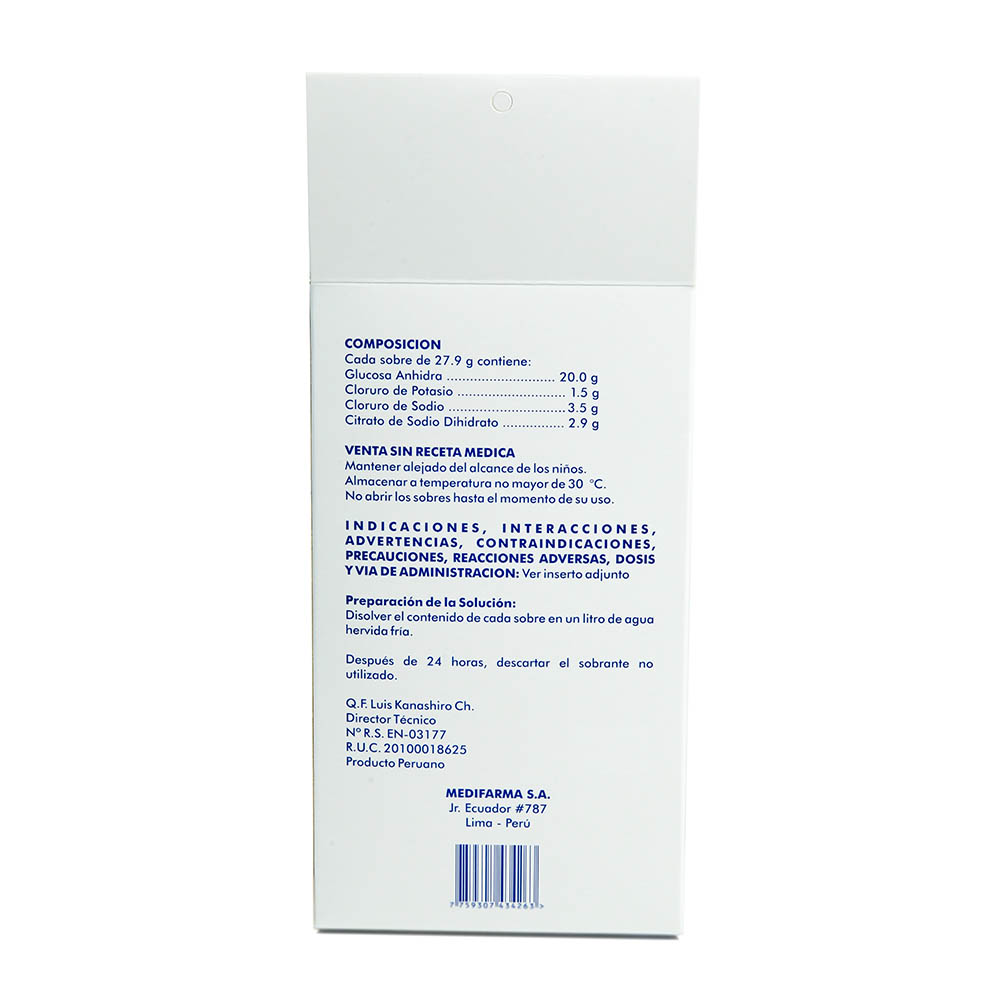 COMPOSICION
Cada sobre de 27.9 g contiene:
Glucosa Anhidra ............................ 20.0 g
Cloruro de Potasio ............................ 1.5 g
Cloruro de Sodio .............................. 3.5 g
Citrato de Sodio Dihidrato ................ 2.9 g
VENTA SIN RECETA MEDICA
Mantener alejado del alcance de los niños.
Almacenar a temperatura no mayor de 30 °C.
No abrir los sobres hasta el momento de su uso.
INDICACIONES, INTERACCIONES,
ADVERTENCIAS, CONTRAINDICACIONES,
PRECAUCIONES, REACCIONES ADVERSAS, DOSIS
Y VIA DE ADMINISTRACION: Ver inserto adjunto
Preparación de la Solución:
Disolver el contenido de cada sobre en un litro de agua
hervida fría.
Después de 24 horas, descartar el sobrante no
utilizado.
Q.F. Luis Kanashiro Ch.
Director Técnico
Nº R.S. EN-03177
R.U.C. 20100018625
Producto Peruano
MEDIFARMA S.A.
Jr. Ecuador #787
Lima - Perú
7 759307 434263 >